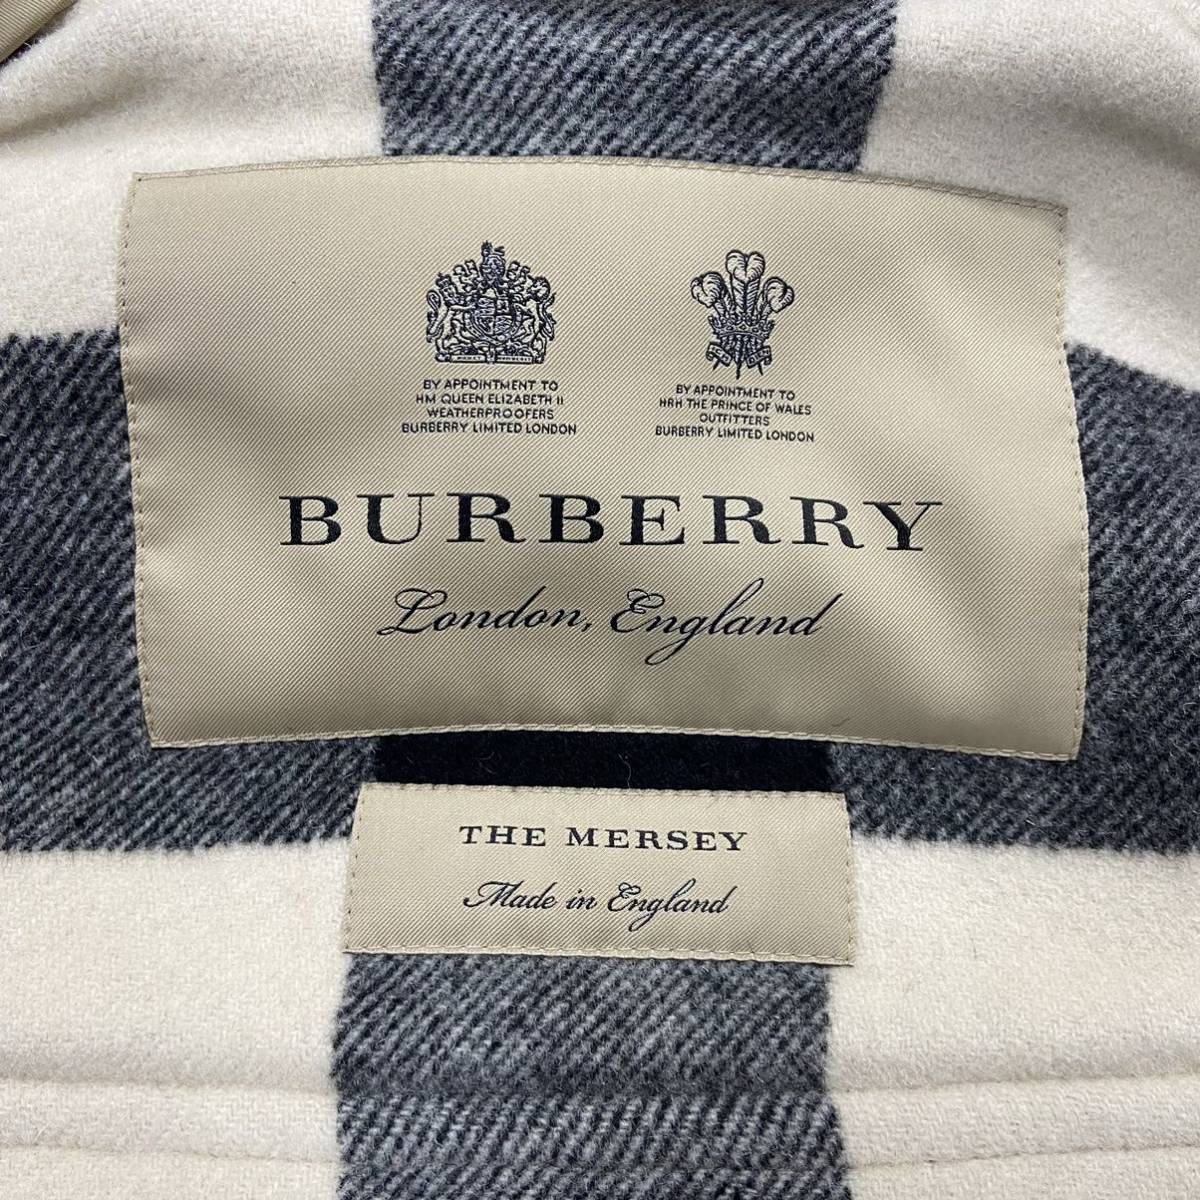 BY APPOINTMENT TO
HM QUEEN ELIZABETH II
WEATHERPROOFERS
BURBERRY LIMITED LONDON
BY APPOINTMENT TO
HRH THE PRINCE OF WALES
OUTFITTERS
BURBERRY LIMITED LONDON
BURBERRY
London, England
THE MERSEY
Made in England